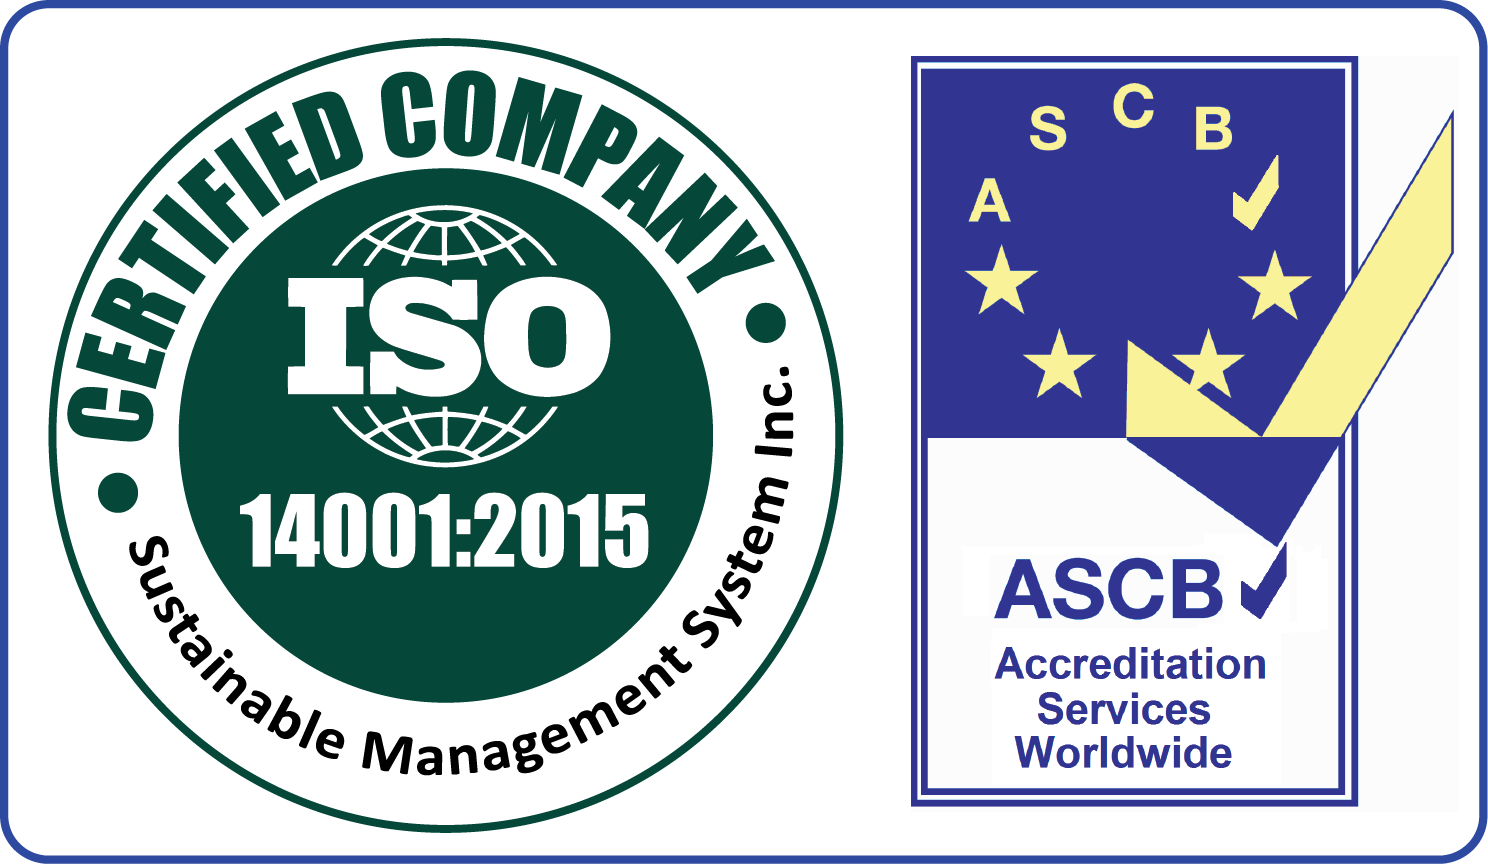 CERTIFIED COMPANY
ISO
14001:2015
Sustainable Management System Inc.
A S C B
ASCB
Accreditation
Services
Worldwide